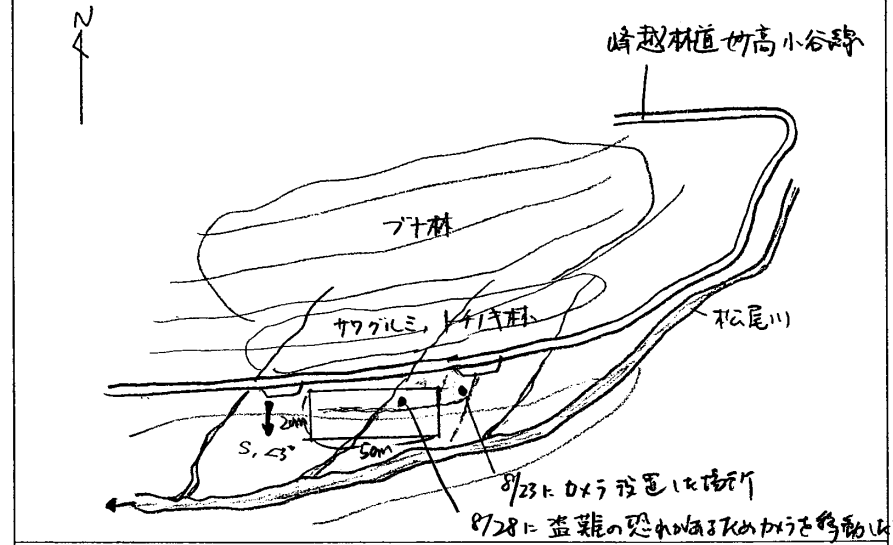 N
峰越林道妙高小谷線
ブナ林
サワグルミ, トチノキ林
松尾川
20m
S, <3°
50m
8/23に カメラ設置した場所
8/28に 盗難の恐れがあるためカメラを移動した